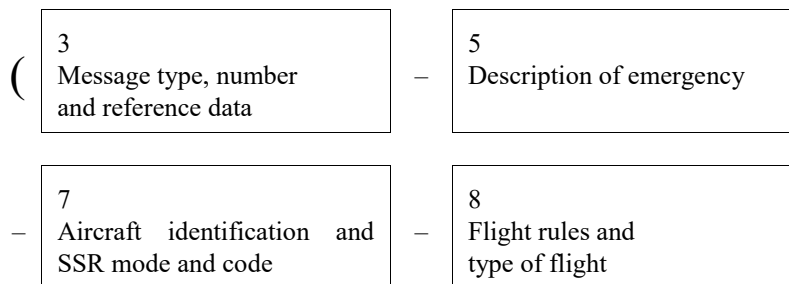 (
3
Message type, number
and reference data
–
5
Description of emergency
–
7
Aircraft identification and
SSR mode and code
–
8
Flight rules and
type of flight